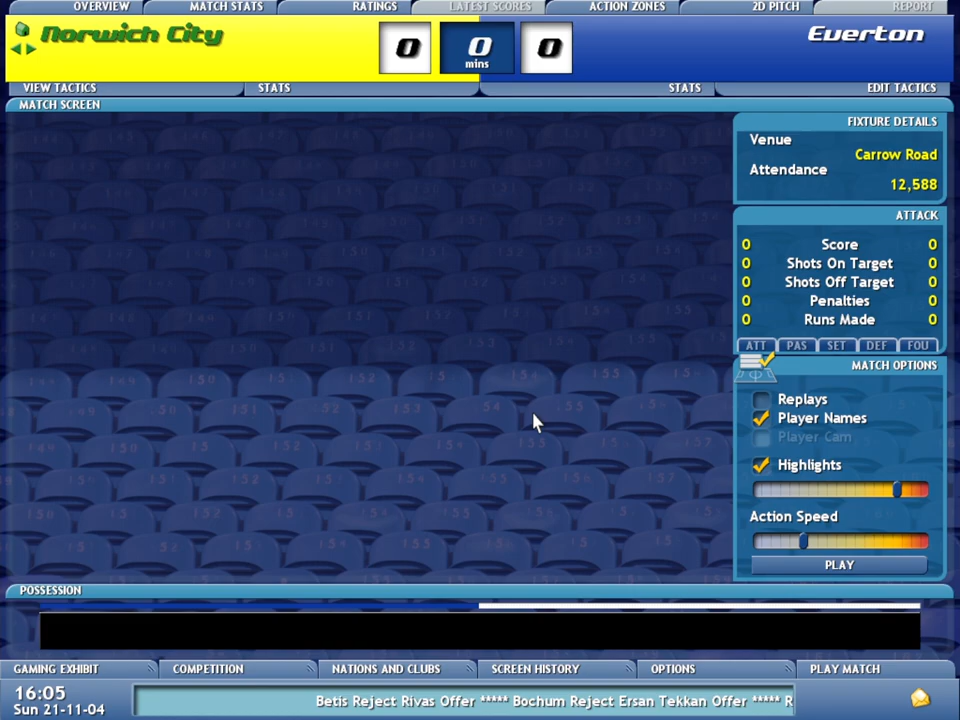 OVERVIEW MATCH STATS RATINGS LATEST SCORES ACTION ZONES 2D PITCH REPORT
Norwich City 0 0 mins 0 Everton
VIEW TACTICS STATS STATS EDIT TACTICS
MATCH SCREEN
FIXTURE DETAILS
Venue
Carrow Road
Attendance
12,588
ATTACK
0 Score 0
0 Shots On Target 0
0 Shots Off Target 0
0 Penalties 0
0 Runs Made 0
ATT PAS SET DEF FOU
MATCH OPTIONS
Replays
Player Names
Player Cam
Highlights
Action Speed
PLAY
POSSESSION
GAMING EXHIBIT COMPETITION NATIONS AND CLUBS SCREEN HISTORY OPTIONS PLAY MATCH
16:05
Sun 21-11-04
Betis Reject Rivas Offer ***** Bochum Reject Ersan Tekkan Offer ***** R